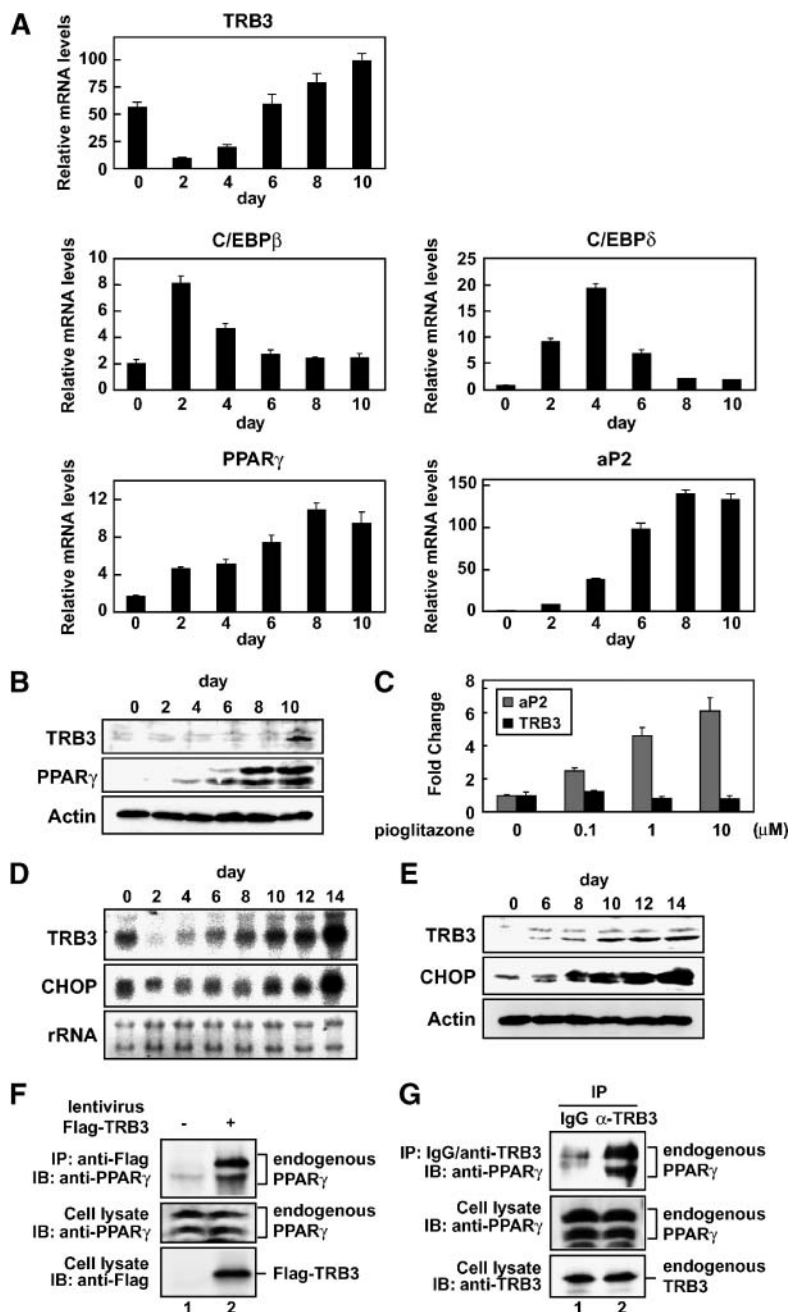 A
TRB3
Relative mRNA levels
100
75
50
25
0
0 2 4 6 8 10
day
C/EBPβ
Relative mRNA levels
8
6
4
2
0
0 2 4 6 8 10
day
C/EBPδ
Relative mRNA levels
25
20
15
10
5
0
0 2 4 6 8 10
day
PPARγ
Relative mRNA levels
12
8
4
0
0 2 4 6 8 10
day
aP2
Relative mRNA levels
150
100
50
0
0 2 4 6 8 10
day
B
day
0 2 4 6 8 10
TRB3
PPARγ
Actin
C
Fold Change
8
6
4
2
0
aP2
TRB3
pioglitazone 0 0.1 1 10 (μM)
D
day
0 2 4 6 8 10 12 14
TRB3
CHOP
rRNA
E
day
0 6 8 10 12 14
TRB3
CHOP
Actin
F
lentivirus
Flag-TRB3 - +
IP: anti-Flag endogenous
IB: anti-PPARγ PPARγ
Cell lysate endogenous
IB: anti-PPARγ PPARγ
Cell lysate
IB: anti-Flag Flag-TRB3
1 2
G
IP
IgG α-TRB3
IP: IgG/anti-TRB3 endogenous
IB: anti-PPARγ PPARγ
Cell lysate endogenous
IB: anti-PPARγ PPARγ
Cell lysate endogenous
IB: anti-TRB3 TRB3
1 2